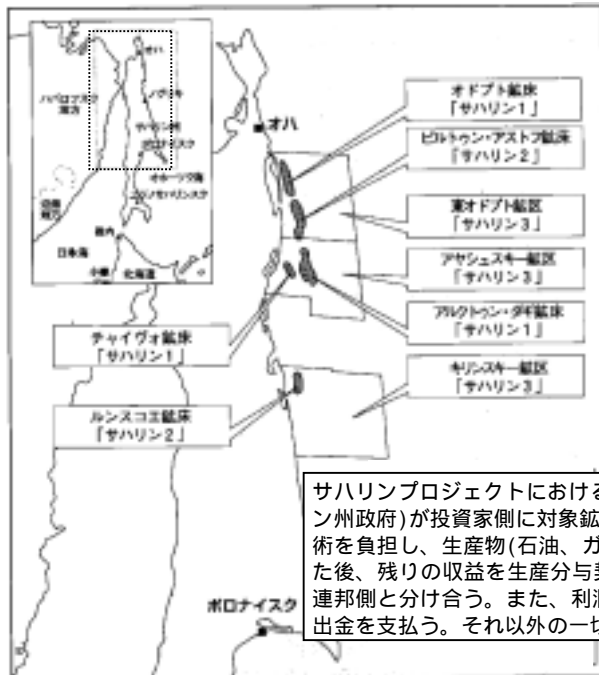 オハ
ノグリキ
ハバロフスク
地方
サハリン州
ポロナイスク
オホーツク海
ユジノサハリンスク
沿海
地方
稚内
日本海
小樽
北海道
オハ
オドプト鉱床
「サハリン1」
ピルトゥン・アストフ鉱床
「サハリン2」
東オドプト鉱区
「サハリン3」
アヤシュスキー鉱区
「サハリン3」
アルクトゥン・ダギ鉱床
「サハリン1」
チャイヴォ鉱床
「サハリン1」
キリンスキー鉱区
「サハリン3」
ルンスコエ鉱床
「サハリン2」
サハリンプロジェクトにおける
ン州政府)が投資家側に対象鉱
術を負担し、生産物(石油、ガ
た後、残りの収益を生産分与
連邦側と分け合う。また、利
出金を支払う。それ以外の一
ポロナイスク